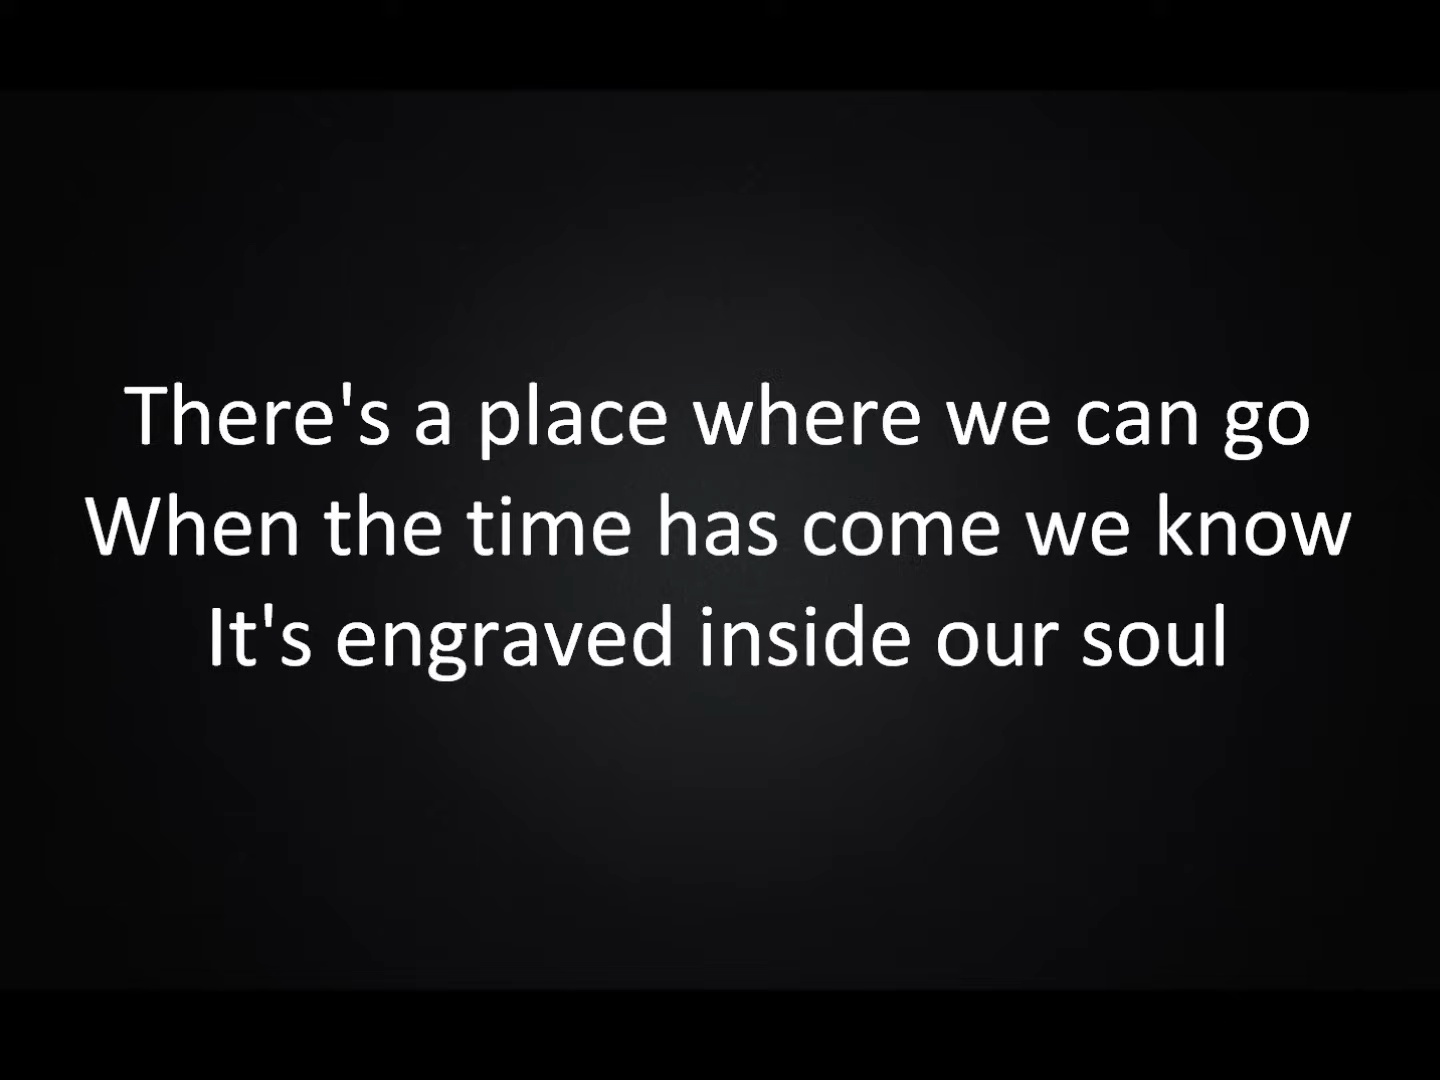 There's a place where we can go
When the time has come we know
It's engraved inside our soul